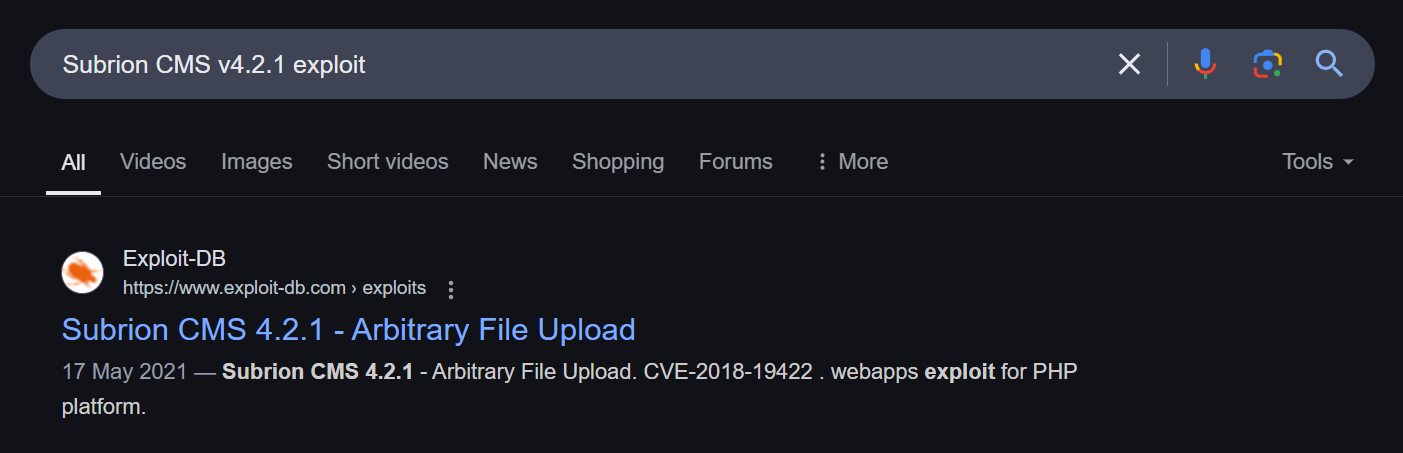 Subrion CMS v4.2.1 exploit
All Videos Images Short videos News Shopping Forums More Tools
Exploit-DB
https://www.exploit-db.com › exploits
Subrion CMS 4.2.1 - Arbitrary File Upload
17 May 2021 — Subrion CMS 4.2.1 - Arbitrary File Upload. CVE-2018-19422 . webapps exploit for PHP
platform.